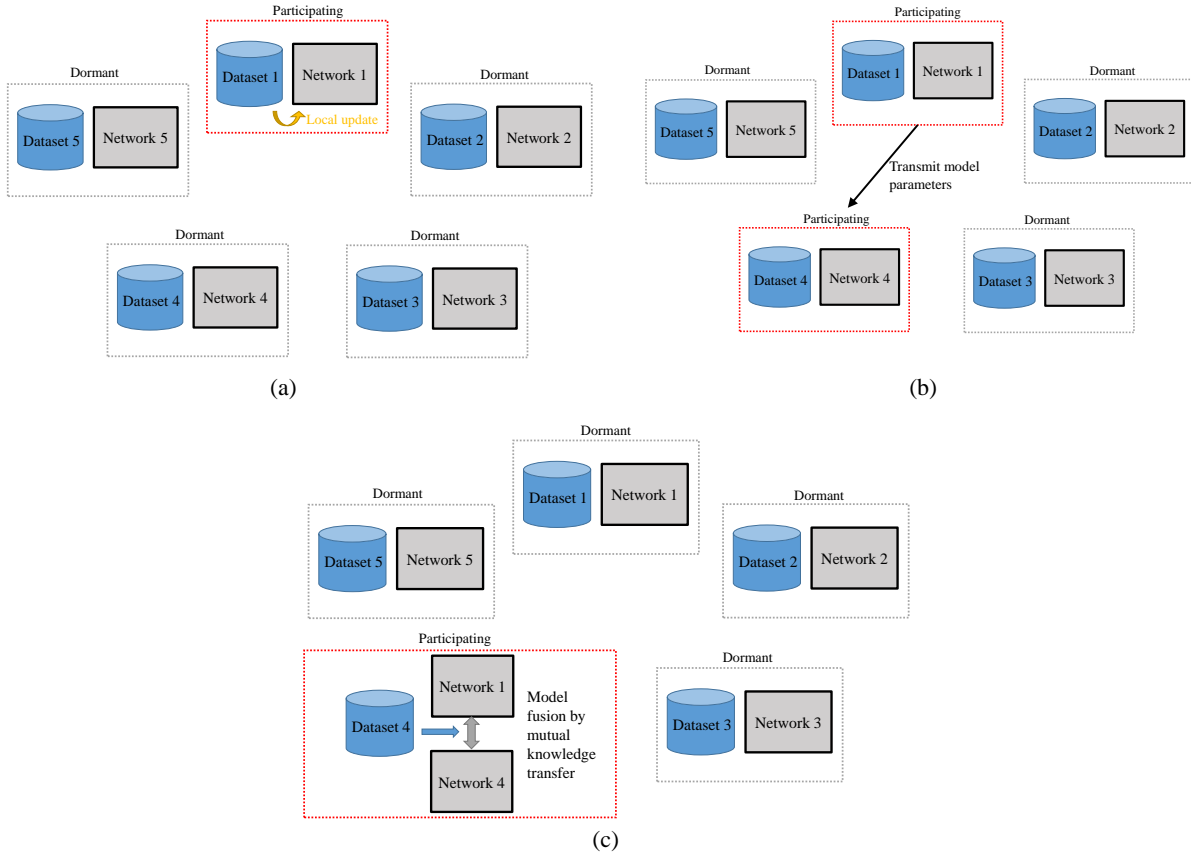 Participating
Dataset 1
Network 1
Local update
Dormant
Dataset 5
Network 5
Dormant
Dataset 2
Network 2
Dormant
Dataset 4
Network 4
Dormant
Dataset 3
Network 3
(a)
Participating
Dataset 1
Network 1
Dormant
Dataset 5
Network 5
Dormant
Dataset 2
Network 2
Transmit model
parameters
Participating
Dataset 4
Network 4
Dormant
Dataset 3
Network 3
(b)
Dormant
Dataset 1
Network 1
Dormant
Dataset 5
Network 5
Dormant
Dataset 2
Network 2
Participating
Dataset 4
Network 1
Network 4
Model
fusion by
mutual
knowledge
transfer
Dormant
Dataset 3
Network 3
(c)